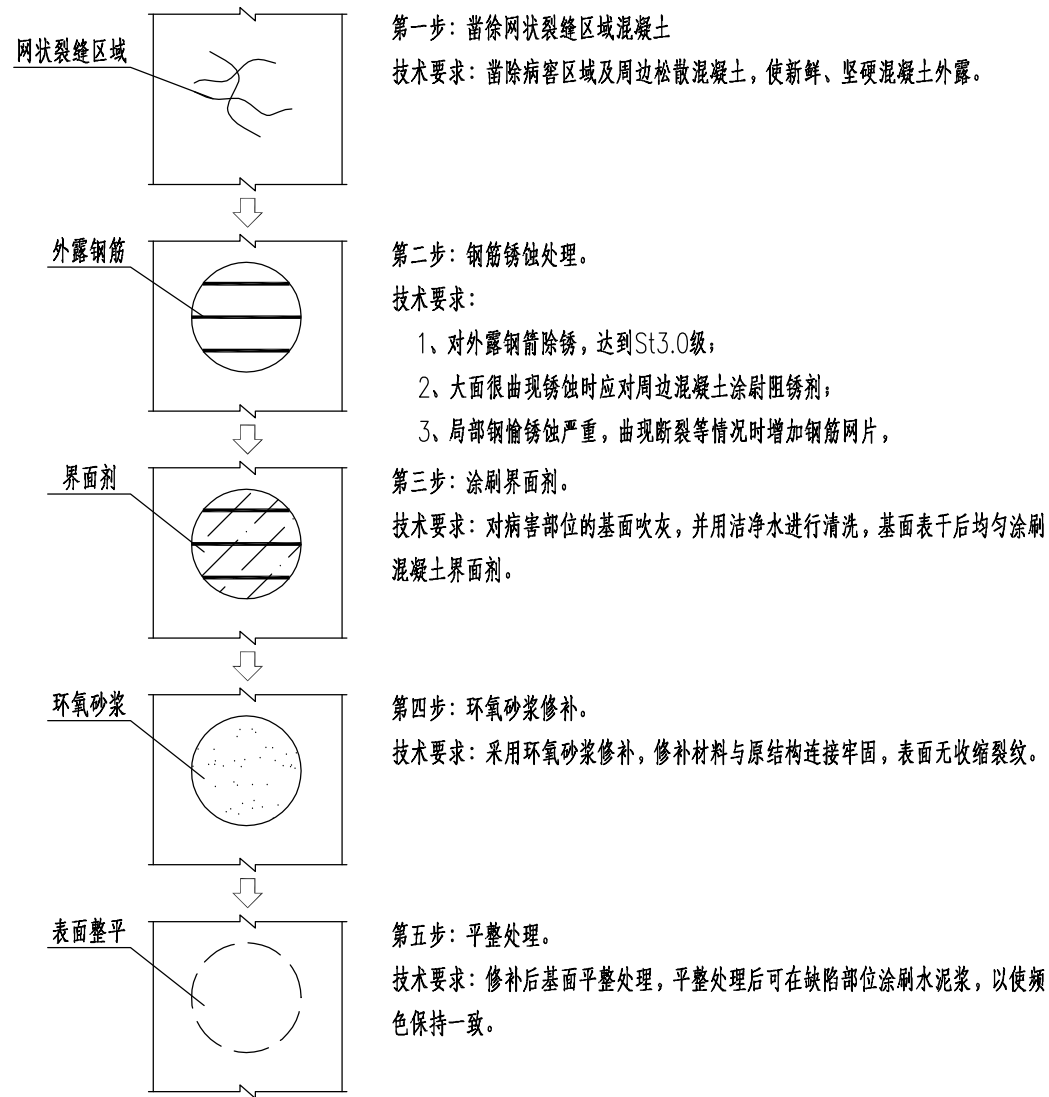 网状裂缝区域
第一步：凿徐网状裂缝区域混凝土
技术要求：凿除病窖区域及周边松散混凝土，使新鲜、坚硬混凝土外露。
外露钢筋
第二步：钢筋锈蚀处理。
技术要求：
1、对外露钢箭除锈，达到St3.0级；
2、大面很曲现锈蚀时应对周边混凝土涂尉阻锈剂；
3、局部钢愉锈蚀严重，曲现断裂等情况时增加钢筋网片，
界面剂
第三步：涂刷界面剂。
技术要求：对病害部位的基面吹灰，并用洁净水进行清洗，基面表干后均匀涂刷
混凝土界面剂。
环氧砂浆
第四步：环氧砂浆修补。
技术要求：采用环氧砂浆修补，修补材料与原结构连接牢固，表面无收缩裂纹。
表面整平
第五步：平整处理。
技术要求：修补后基面平整处理，平整处理后可在缺陷部位涂刷水泥浆，以使频
色保持一致。